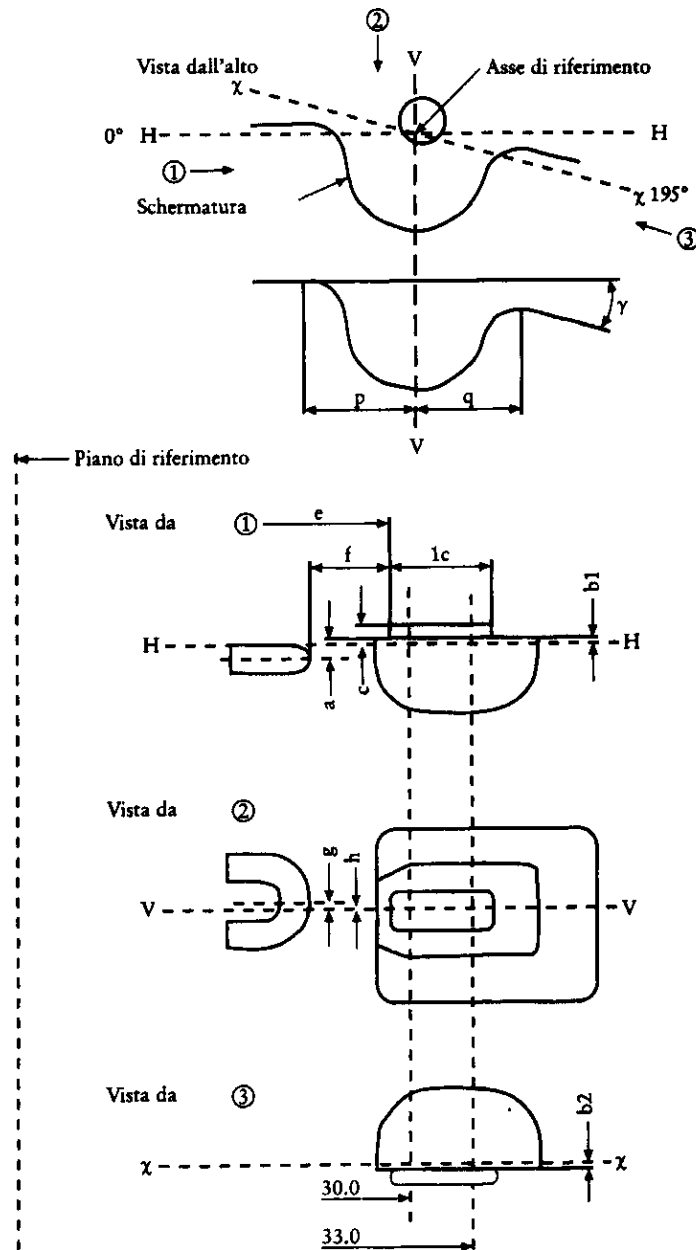 ②
V
Vista dall'alto
Asse di riferimento
χ
0° H
H
①
Schermatura
χ 195°
③
γ
p
q
V
Piano di riferimento
Vista da ①
e
f
1c
b1
H
H
a
c
Vista da ②
g
h
V
V
Vista da ③
b2
χ
χ
30.0
33.0